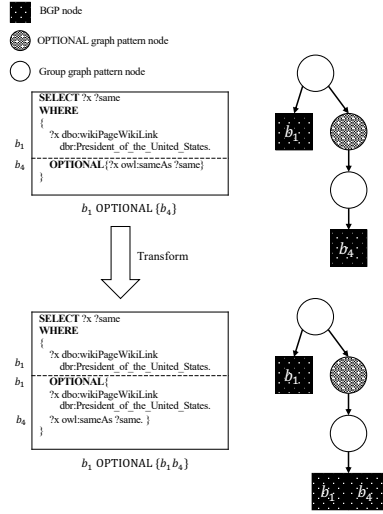 BGP node
OPTIONAL graph pattern node
Group graph pattern node
SELECT ?x ?same
WHERE
{
?x dbo:wikiPageWikiLink
b1 dbr:President_of_the_United_States.
b4 OPTIONAL{?x owl:sameAs ?same}
}
b1 OPTIONAL {b4}
b1
b4
Transform
SELECT ?x ?same
WHERE
{
?x dbo:wikiPageWikiLink
b1 dbr:President_of_the_United_States.
b1 OPTIONAL{
?x dbo:wikiPageWikiLink
dbr:President_of_the_United_States.
b4 ?x owl:sameAs ?same. }
}
b1 OPTIONAL {b1b4}
b1
b1 b4